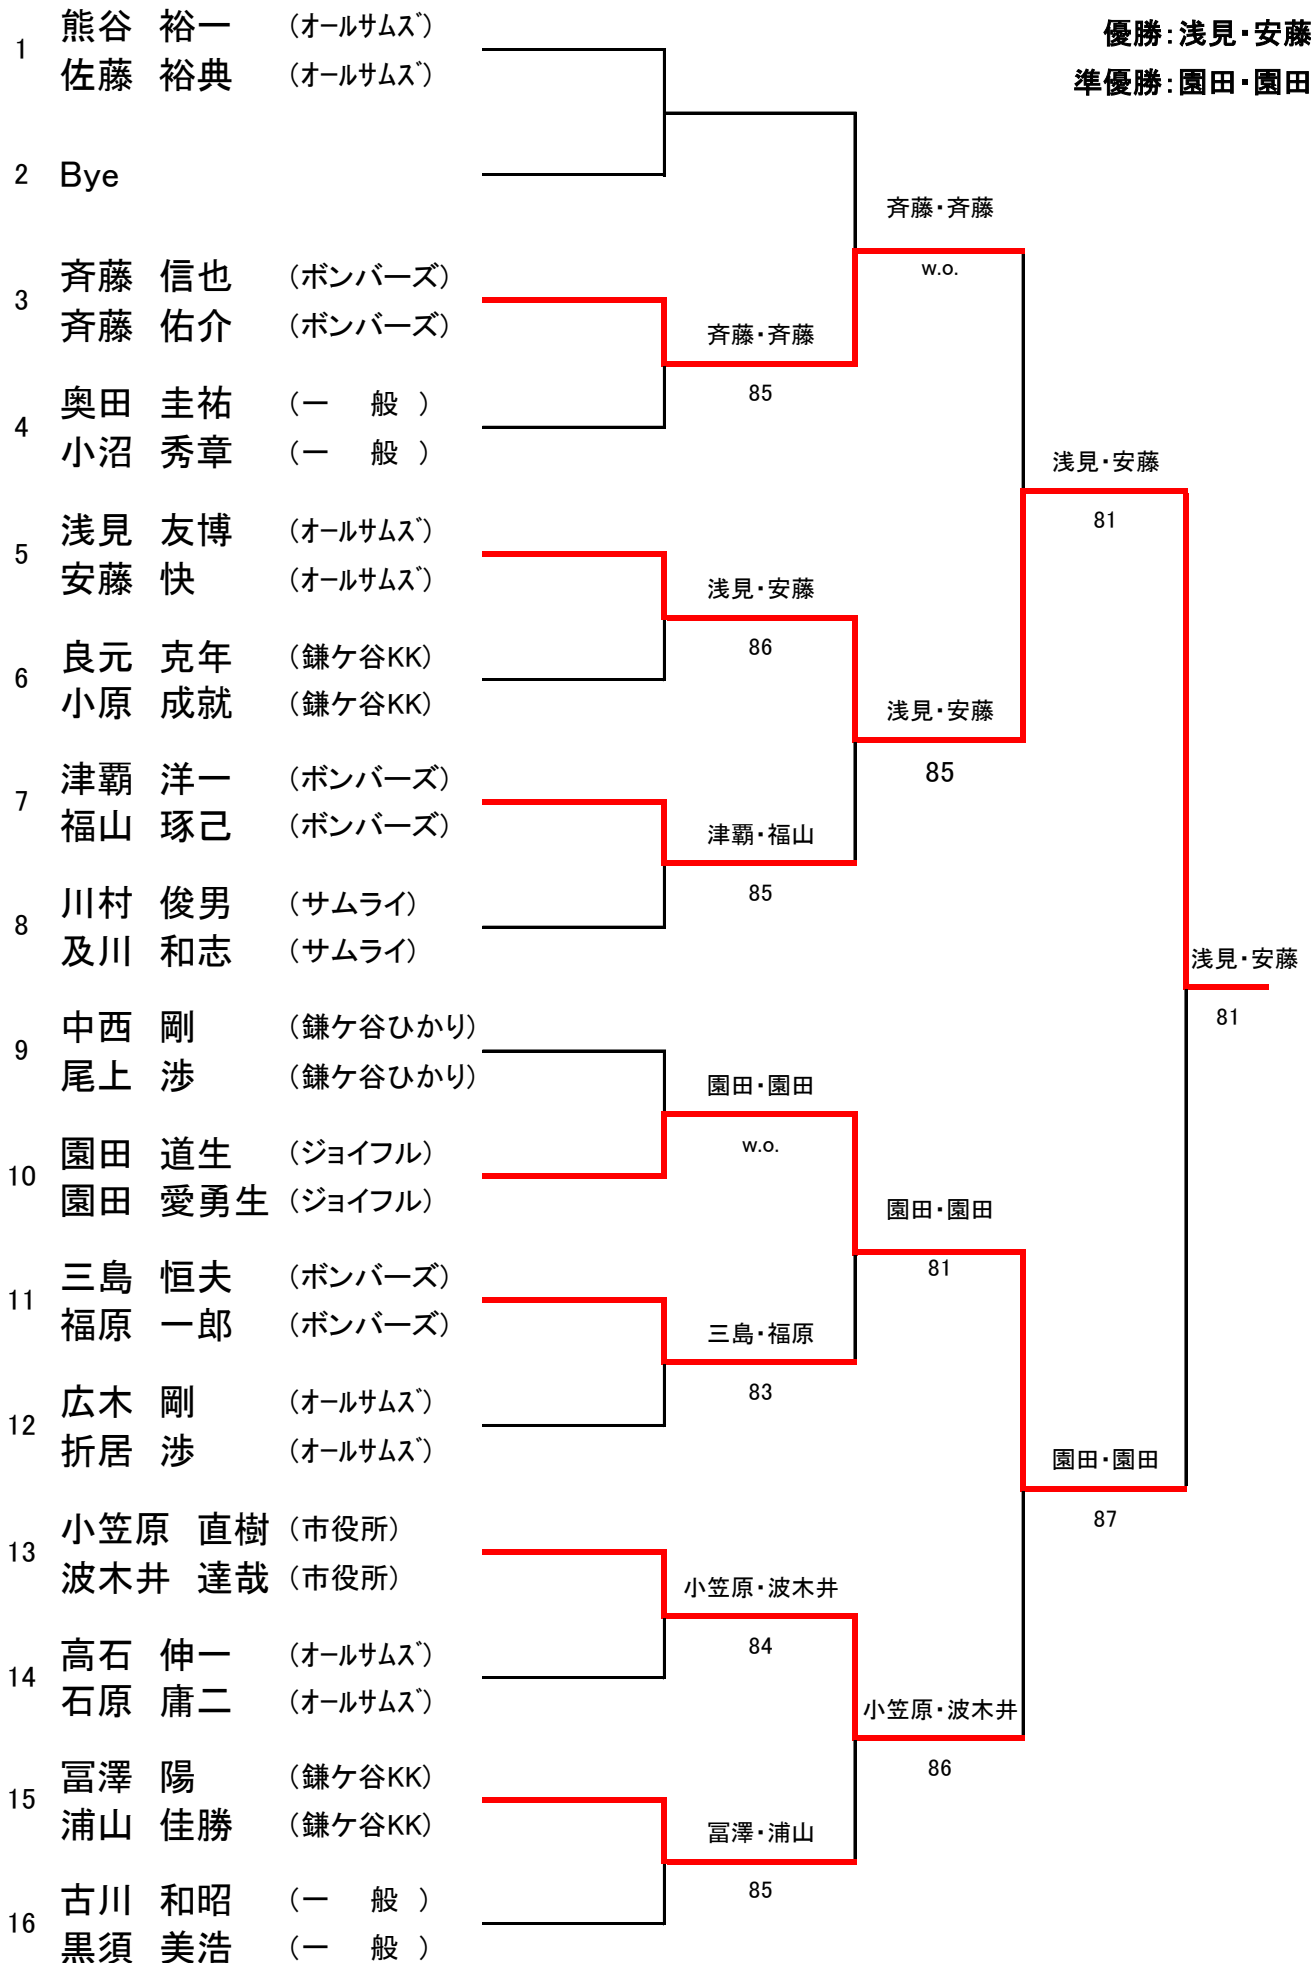 優勝：浅見・安藤
準優勝：園田・園田
1
熊谷　裕一　（ｵｰﾙｻﾑｽﾞ）
佐藤　裕典　（ｵｰﾙｻﾑｽﾞ）
2　Bye
3
斉藤　信也　（ボンバーズ）
斉藤　佑介　（ボンバーズ）
4
奥田　圭祐　（一　般　）
小沼　秀章　（一　般　）
5
浅見　友博　（ｵｰﾙｻﾑｽﾞ）
安藤　快　（ｵｰﾙｻﾑｽﾞ）
6
良元　克年　（鎌ケ谷KK）
小原　成就　（鎌ケ谷KK）
7
津覇　洋一　（ボンバーズ）
福山　琢己　（ボンバーズ）
8
川村　俊男　（サムライ）
及川　和志　（サムライ）
9
中西　剛　（鎌ケ谷ひかり）
尾上　渉　（鎌ケ谷ひかり）
10
園田　道生　（ジョイフル）
園田　愛勇生　（ジョイフル）
11
三島　恒夫　（ボンバーズ）
福原　一郎　（ボンバーズ）
12
広木　剛　（ｵｰﾙｻﾑｽﾞ）
折居　渉　（ｵｰﾙｻﾑｽﾞ）
13
小笠原　直樹　（市役所）
波木井　達哉　（市役所）
14
高石　伸一　（ｵｰﾙｻﾑｽﾞ）
石原　庸二　（ｵｰﾙｻﾑｽﾞ）
15
冨澤　陽　（鎌ケ谷KK）
浦山　佳勝　（鎌ケ谷KK）
16
古川　和昭　（一　般　）
黒須　美浩　（一　般　）
斉藤・斉藤
85
浅見・安藤
86
津覇・福山
85
園田・園田
w.o.
三島・福原
83
小笠原・波木井
84
冨澤・浦山
85
斉藤・斉藤
w.o.
浅見・安藤
85
園田・園田
81
小笠原・波木井
86
浅見・安藤
81
園田・園田
87
浅見・安藤
81